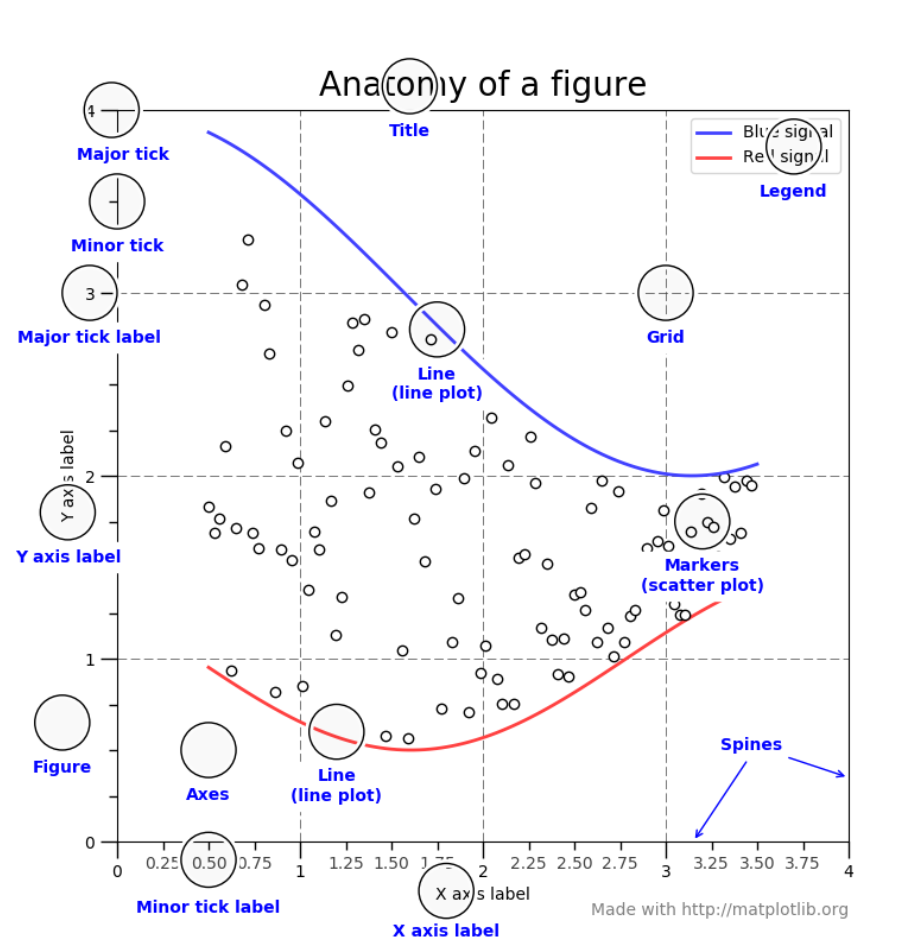 Anatomy of a figure
Title
4
Major tick
Blue signal
Red signal
Legend
Minor tick
3
Major tick label
Grid
Line
(line plot)
2
Y axis label
Y axis label
Markers
(scatter plot)
1
Figure
Axes
Line
(line plot)
Spines
0
0 0.25 0.50 0.75 1 1.25 1.50 1.75 2 2.25 2.50 2.75 3 3.25 3.50 3.75 4
X axis label
Minor tick label
X axis label
Made with http://matplotlib.org